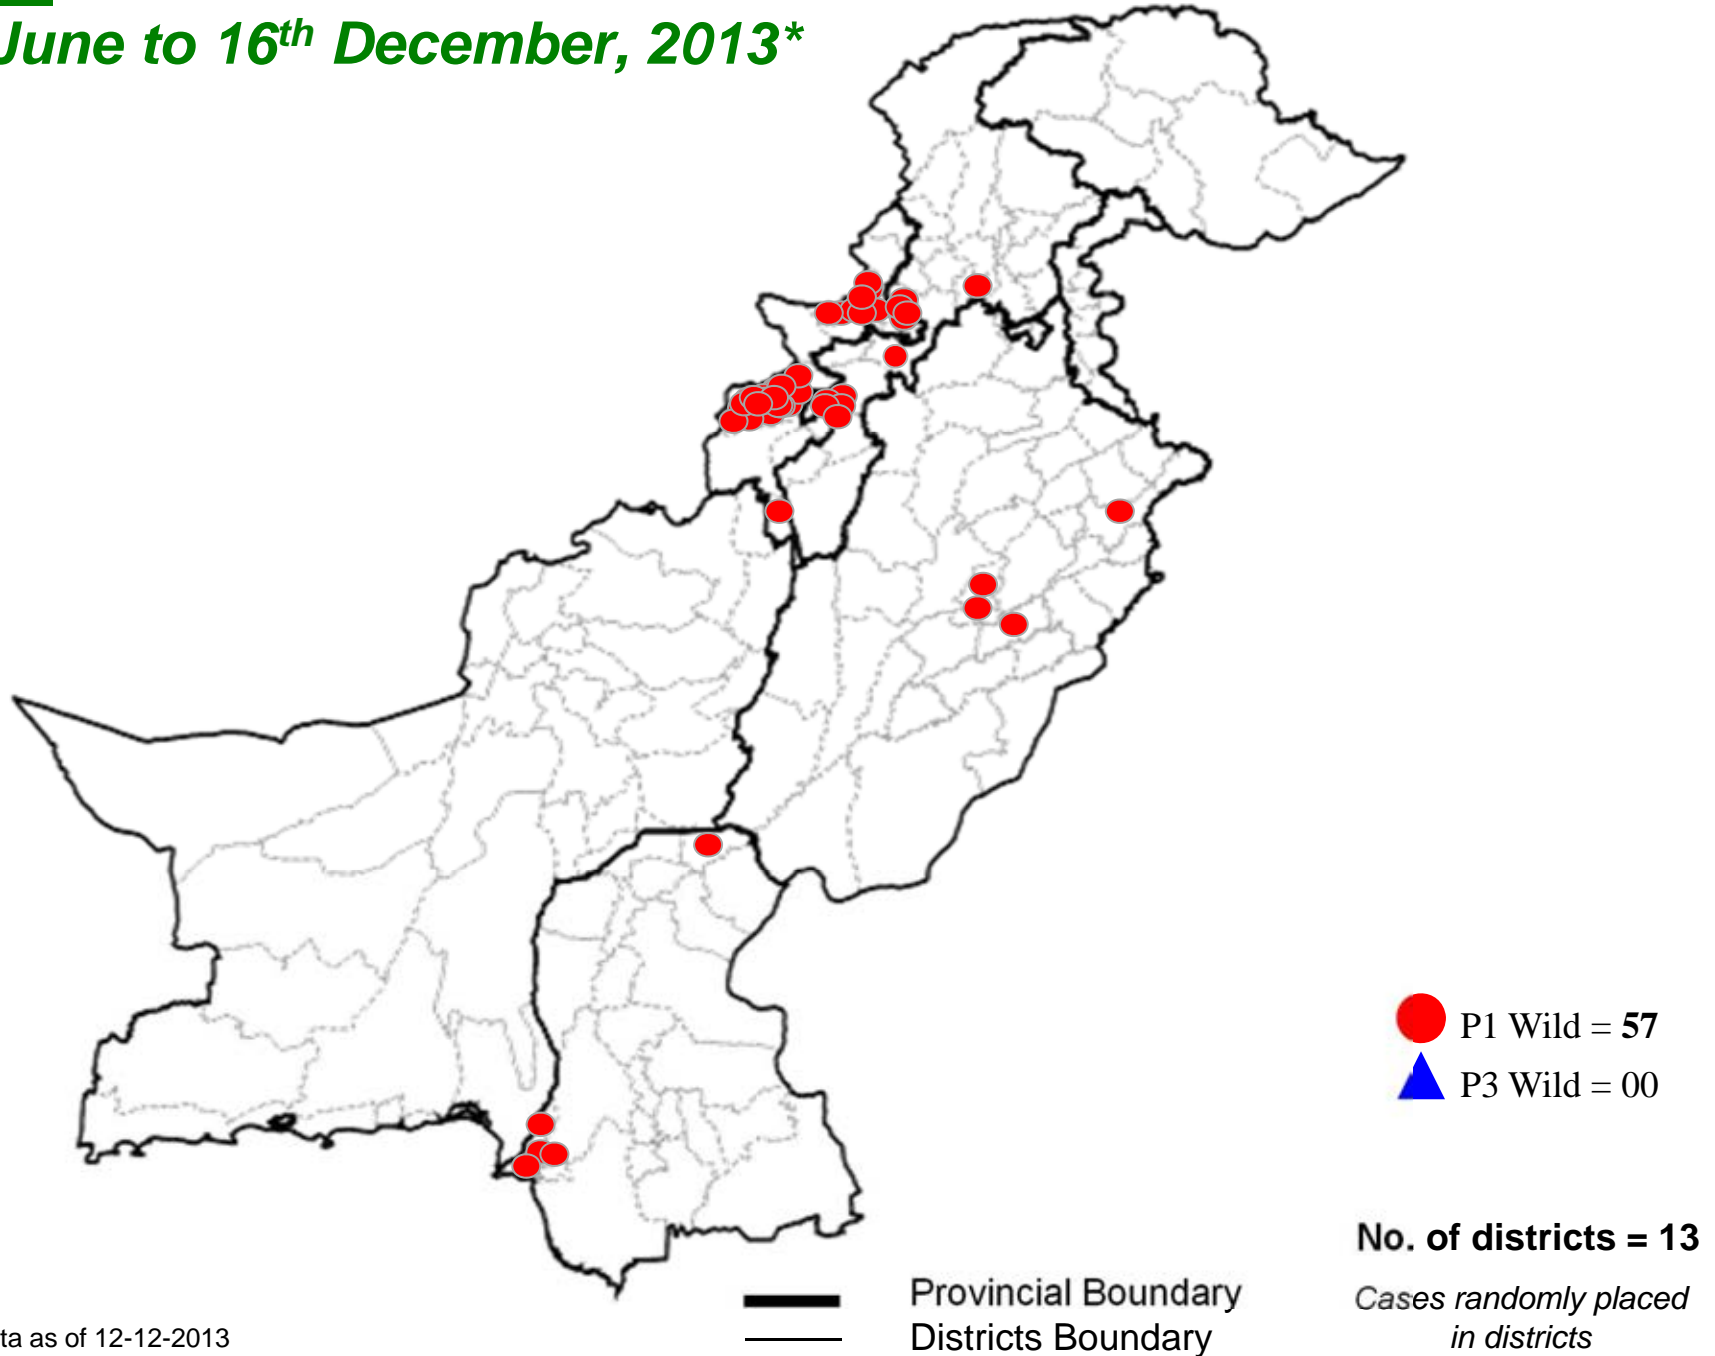 June to 16th December, 2013*
P1 Wild = 57
P3 Wild = 00
No. of districts = 13
Cases randomly placed
in districts
Provincial Boundary
Districts Boundary
ta as of 12-12-2013